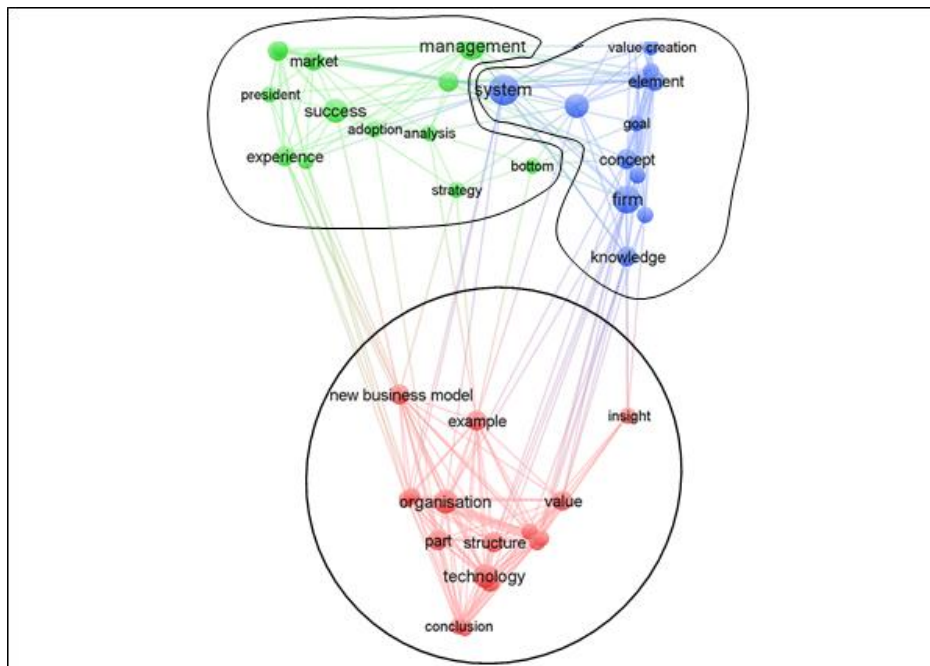 management
value creation
market
element
system
president
success
goal
adoption
analysis
experience
concept
bottom
strategy
firm
knowledge
new business model
example
insight
organisation
value
part
structure
technology
conclusion